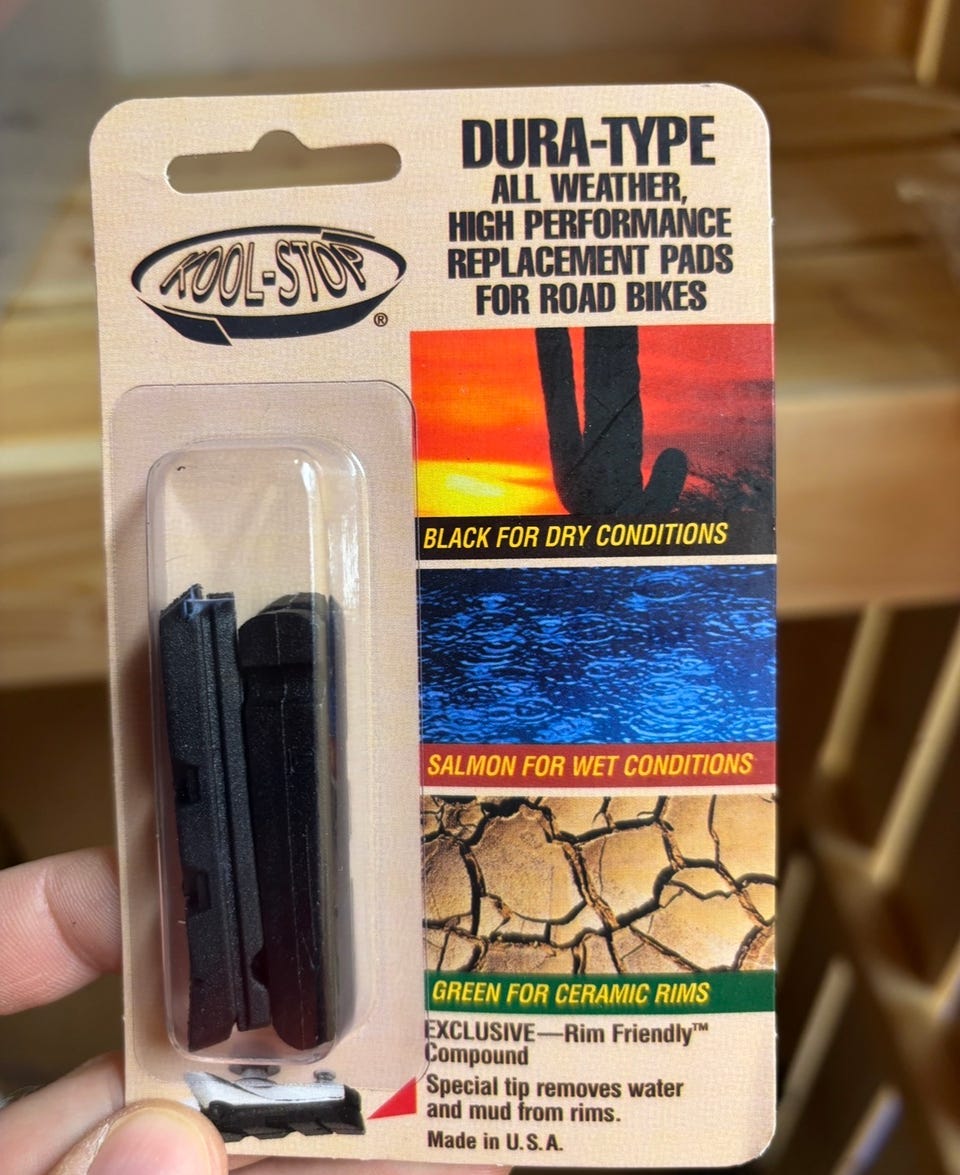 DURA-TYPE
ALL WEATHER,
HIGH PERFORMANCE
REPLACEMENT PADS
FOR ROAD BIKES
KOOL-STOP
®
BLACK FOR DRY CONDITIONS
SALMON FOR WET CONDITIONS
GREEN FOR CERAMIC RIMS
EXCLUSIVE—Rim Friendly™
Compound
Special tip removes water
and mud from rims.
Made in U.S.A.